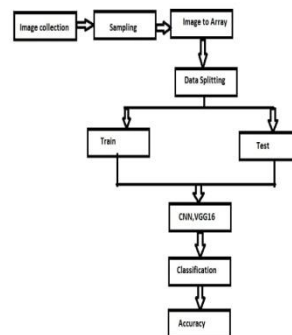 Image collection
Sampling
Image to Array
Data Splitting
Train
Test
CNN,VGG16
Classification
Accuracy